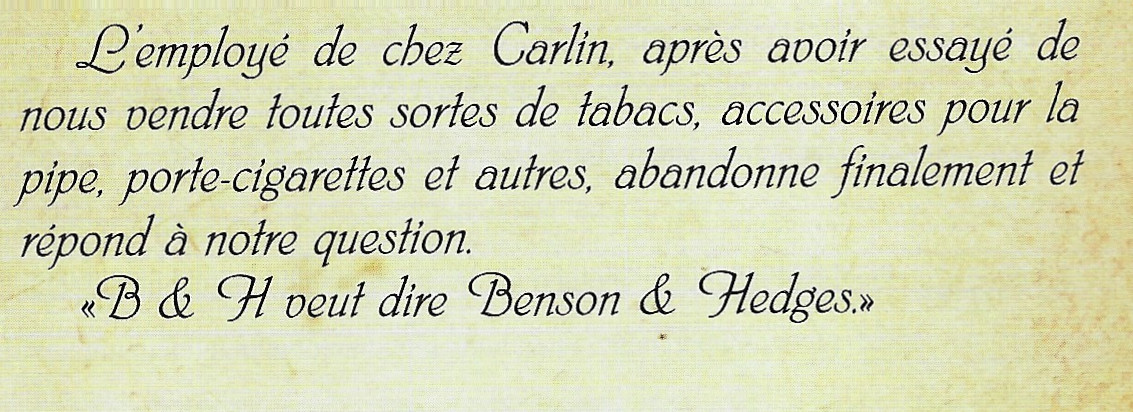 L'employé de chez Carlin, après avoir essayé de
nous vendre toutes sortes de tabacs, accessoires pour la
pipe, porte-cigarettes et autres, abandonne finalement et
répond à notre question.
«B & H veut dire Benson & Hedges.»